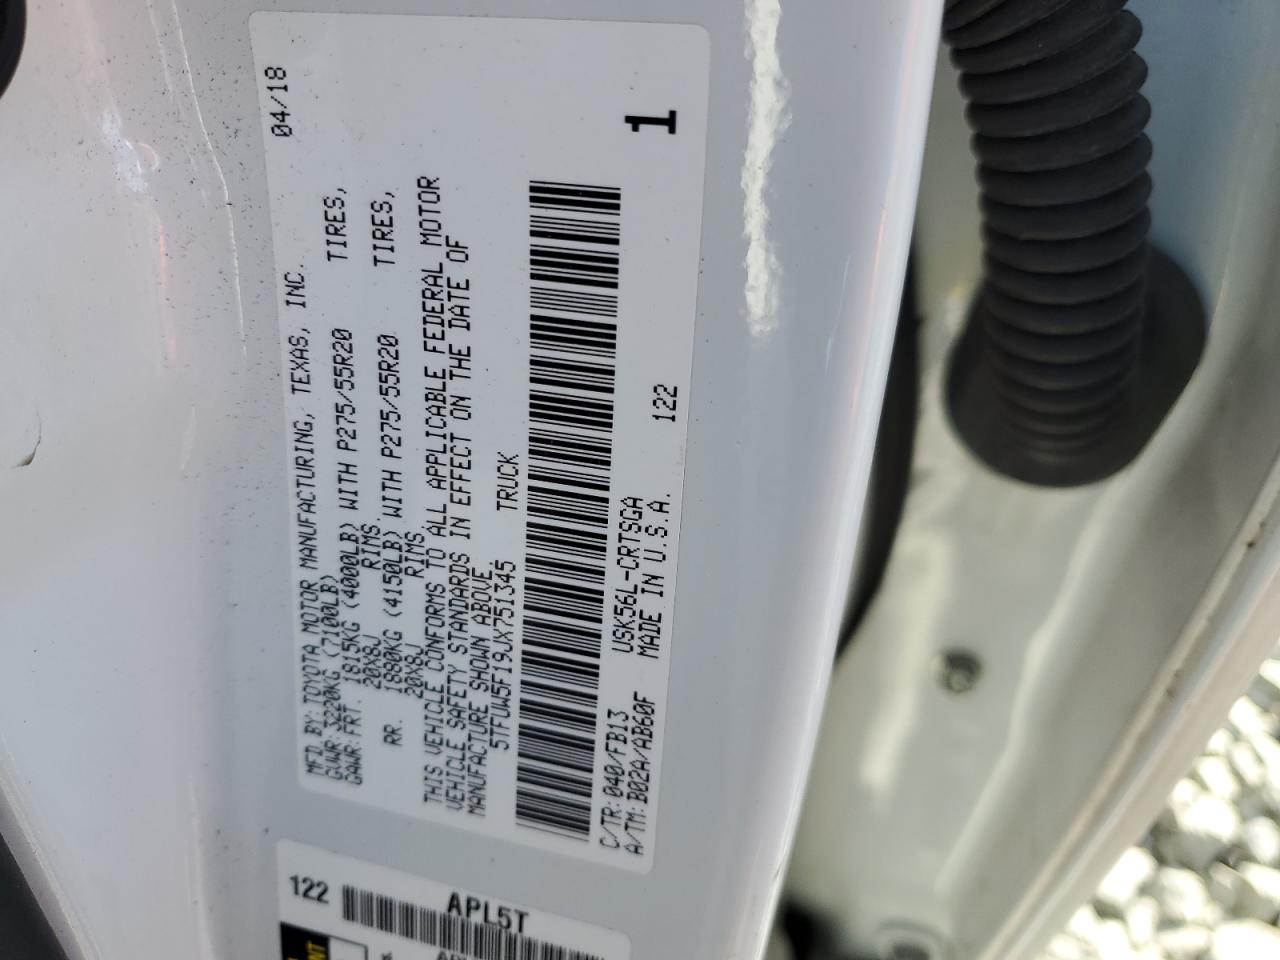 04/18
MFD BY: TOYOTA MOTOR MANUFACTURING, TEXAS, INC.
GVWR: 3220KG (7100LB)
GAWR: FRT. 1815KG (4000LB) WITH P275/55R20 TIRES,
20X8J RIMS
RR. 1880KG (4150LB) WITH P275/55R20 TIRES,
20X8J RIMS
THIS VEHICLE CONFORMS TO ALL APPLICABLE FEDERAL MOTOR
VEHICLE SAFETY STANDARDS IN EFFECT ON THE DATE OF
MANUFACTURE SHOWN ABOVE.
5TFUW5F19JX751345 TRUCK
1
C/TR: 040/FB13 USK56L-CRTSGA 122
A/TM: B02A/AB60F MADE IN U.S.A.
122 APL5T